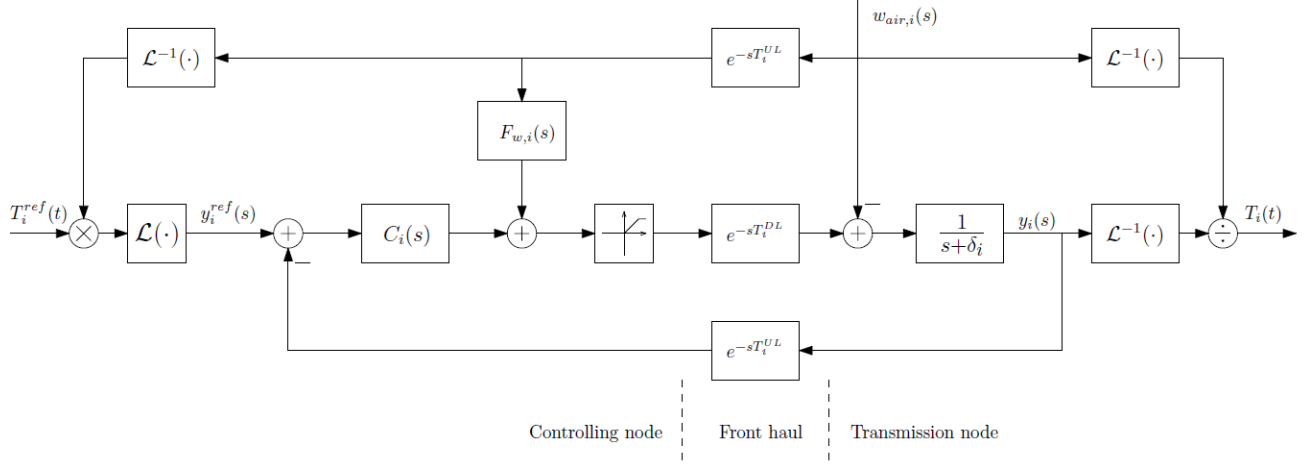 w_{air,i}(s)
\mathcal{L}^{-1}(\cdot)
e^{-sT_i^{UL}}
\mathcal{L}^{-1}(\cdot)
F_{w,i}(s)
T_i^{ref}(t)
×
\mathcal{L}(\cdot)
y_i^{ref}(s)
+
−
C_i(s)
+
e^{-sT_i^{DL}}
+
−
\frac{1}{s+\delta_i}
y_i(s)
\mathcal{L}^{-1}(\cdot)
÷
T_i(t)
e^{-sT_i^{UL}}
Controlling node
Front haul
Transmission node